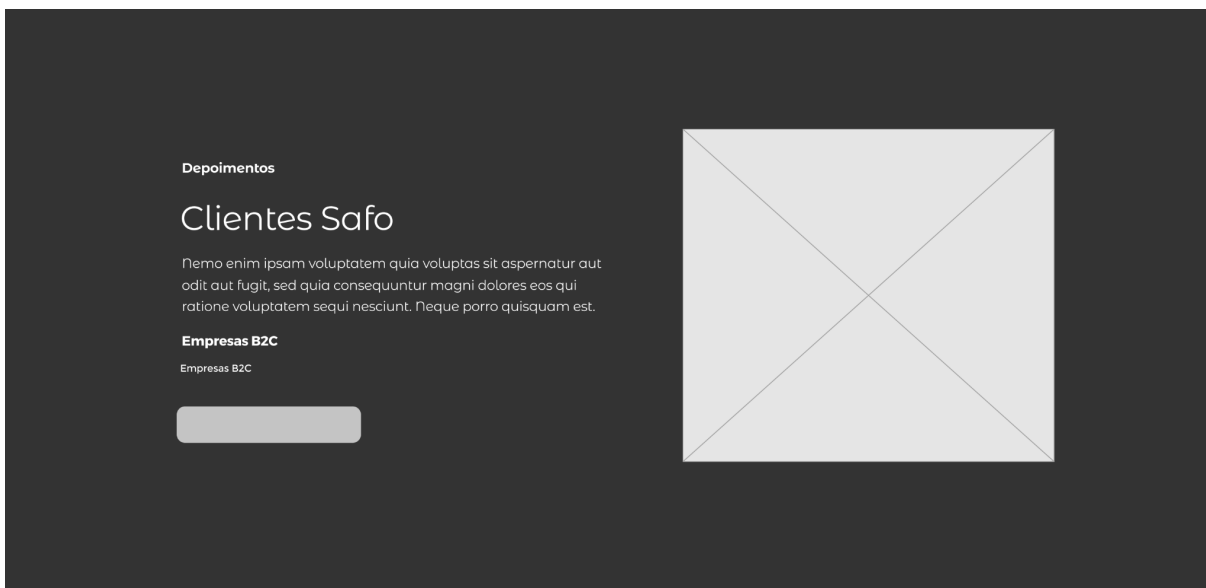 Depoimentos
Clientes Safo
Nemo enim ipsam voluptatem quia voluptas sit aspernatur aut
odit aut fugit, sed quia consequuntur magni dolores eos qui
ratione voluptatem sequi nesciunt. Neque porro quisquam est.
Empresas B2C
Empresas B2C